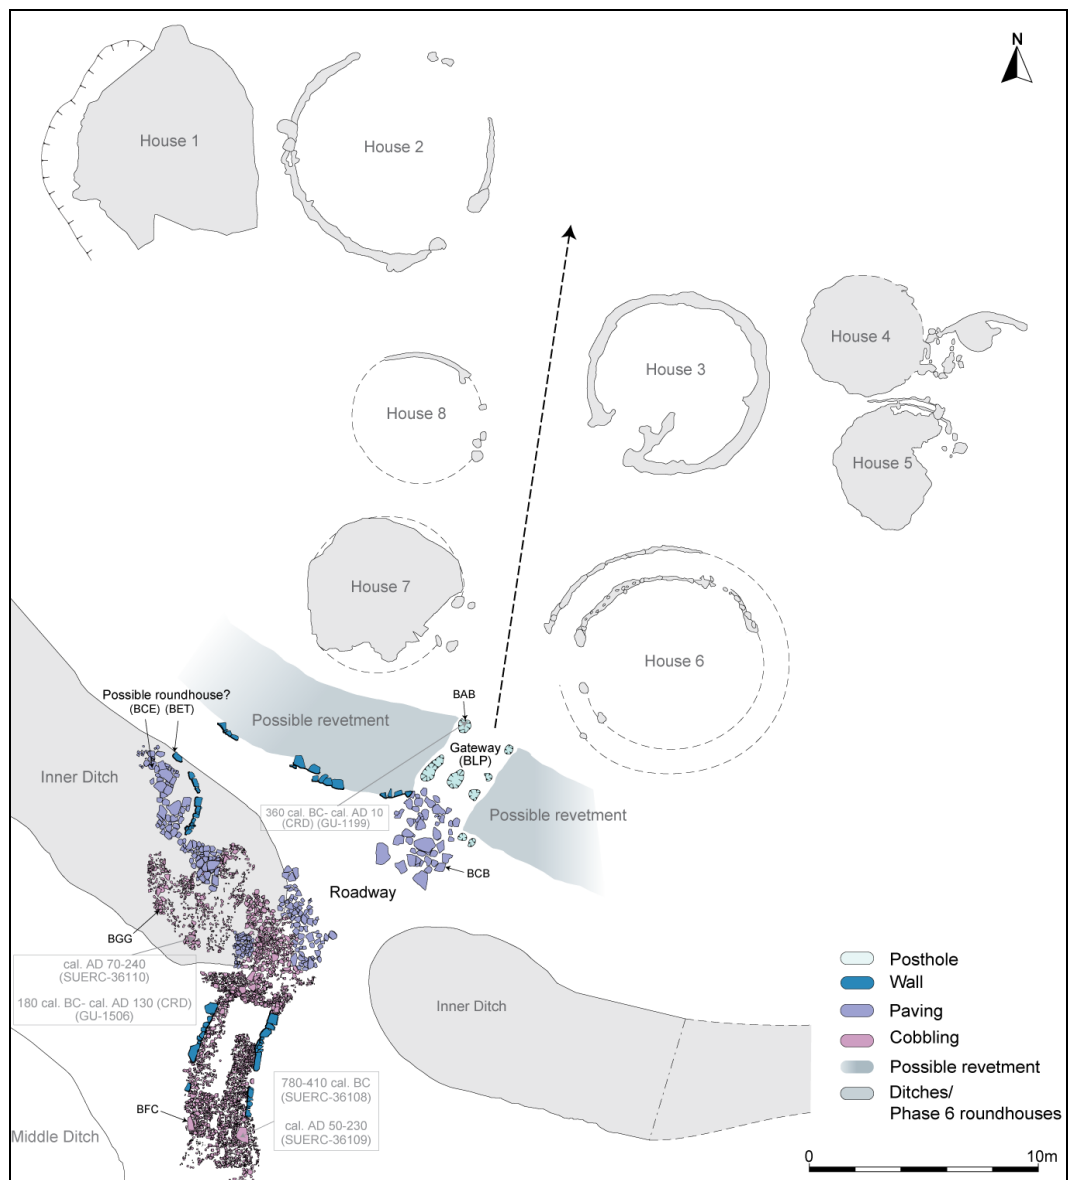 N
House 1
House 2
House 3
House 4
House 8
House 5
House 7
House 6
Possible roundhouse?
(BCE) (BET)
BAB
Possible revetment
Gateway
(BLP)
Inner Ditch
360 cal. BC- cal. AD 10
(CRD) (GU-1199)
Possible revetment
BCB
Roadway
BGG
cal. AD 70-240
(SUERC-36110)
180 cal. BC- cal. AD 130 (CRD)
(GU-1506)
Inner Ditch
780-410 cal. BC
(SUERC-36108)
cal. AD 50-230
(SUERC-36109)
BFC
Middle Ditch
Posthole
Wall
Paving
Cobbling
Possible revetment
Ditches/
Phase 6 roundhouses
0 10m